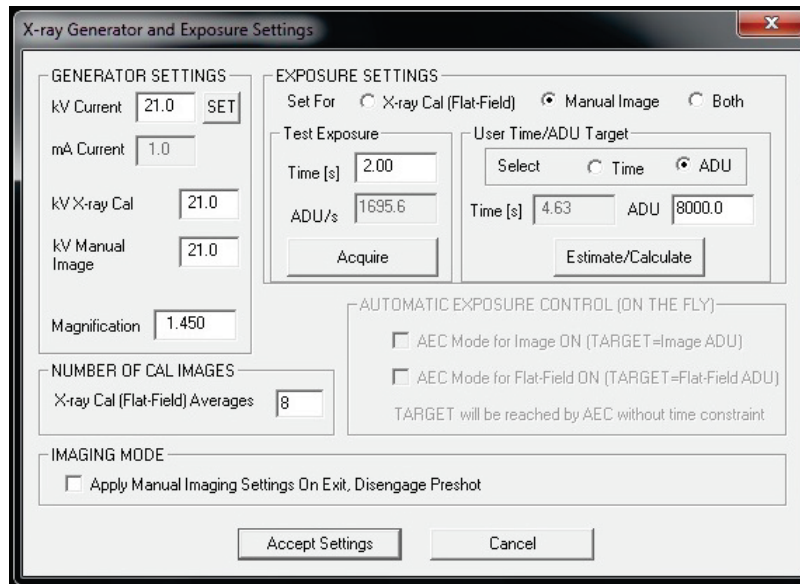 X-ray Generator and Exposure Settings
GENERATOR SETTINGS
kV Current 21.0 SET
mA Current 1.0
kV X-ray Cal 21.0
kV Manual Image 21.0
Magnification 1.450
NUMBER OF CAL IMAGES
X-ray Cal (Flat-Field) Averages 8
EXPOSURE SETTINGS
Set For X-ray Cal (Flat-Field) Manual Image Both
Test Exposure
Time [s] 2.00
ADU/s 1695.6
Acquire
User Time/ADU Target
Select Time ADU
Time [s] 4.63 ADU 8000.0
Estimate/Calculate
AUTOMATIC EXPOSURE CONTROL (ON THE FLY)
AEC Mode for Image ON (TARGET=Image ADU)
AEC Mode for Flat-Field ON (TARGET=Flat-Field ADU)
TARGET will be reached by AEC without time constraint
IMAGING MODE
Apply Manual Imaging Settings On Exit, Disengage Preshot
Accept Settings Cancel